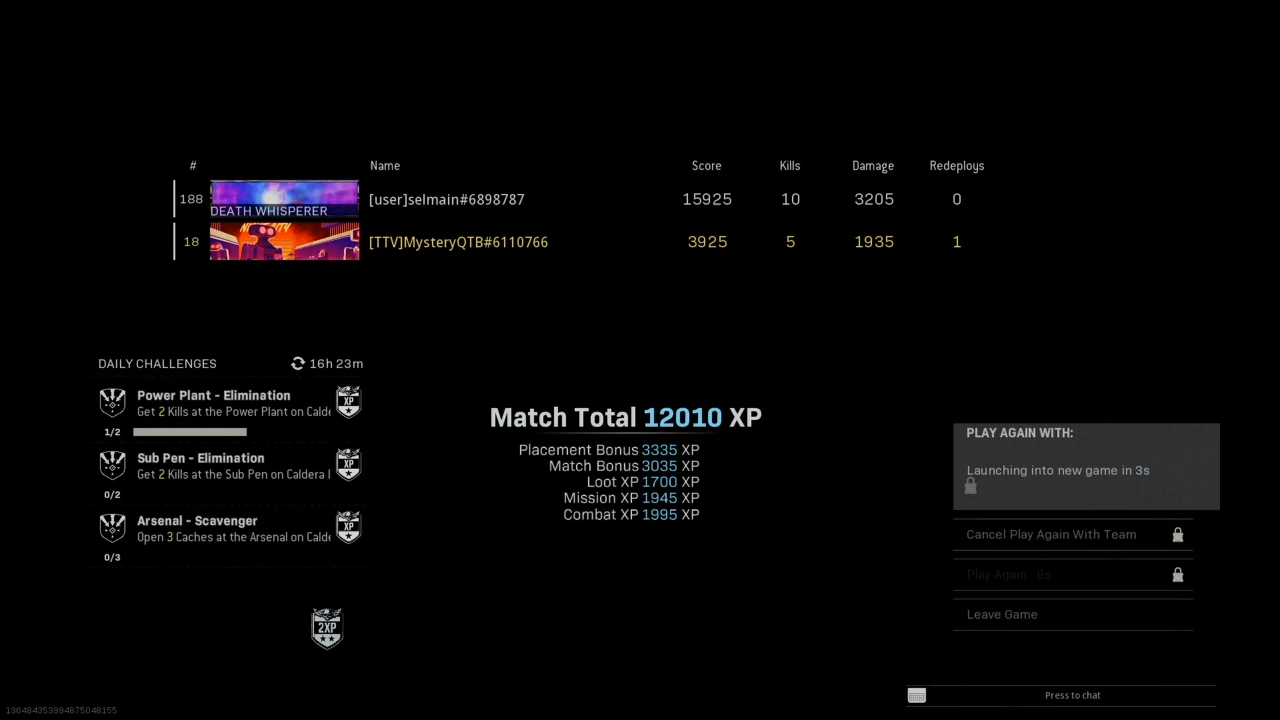 # Name Score Kills Damage Redeploys
188 DEATH WHISPERER [user]selmain#6898787 15925 10 3205 0
18 [TTV]MysteryQTB#6110766 3925 5 1935 1
DAILY CHALLENGES 16h 23m
Power Plant - Elimination
Get 2 Kills at the Power Plant on Calde
XP
1/2
Sub Pen - Elimination
Get 2 Kills at the Sub Pen on Caldera I
XP
0/2
Arsenal - Scavenger
Open 3 Caches at the Arsenal on Calde
XP
0/3
2XP
Match Total 12010 XP
Placement Bonus 3335 XP
Match Bonus 3035 XP
Loot XP 1700 XP
Mission XP 1945 XP
Combat XP 1995 XP
PLAY AGAIN WITH:
Launching into new game in 3s
Cancel Play Again With Team
Play Again 6s
Leave Game
Press to chat
13648435399487504815​5